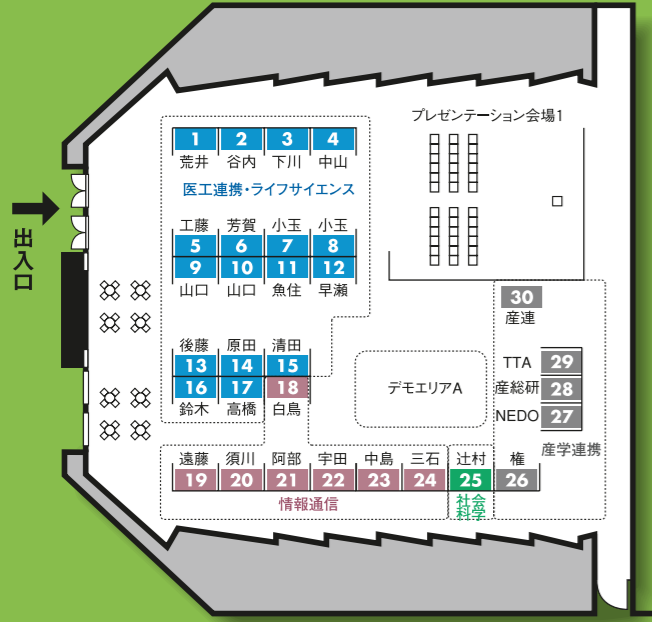 プレゼンテーション会場1
1 2 3 4
荒井 谷内 下川 中山
医工連携・ライフサイエンス
出入口
工藤 芳賀 小玉 小玉
5 6 7 8
9 10 11 12
山口 山口 魚住 早瀬
30
産連
後藤 原田 清田
13 14 15
16 17 18
鈴木 高橋 白鳥
デモエリアA
TTA 29
産総研 28
NEDO 27
産学連携
遠藤 須川 阿部 宇田 中島 三石 辻村 権
19 20 21 22 23 24 25 26
情報通信
社会
科学